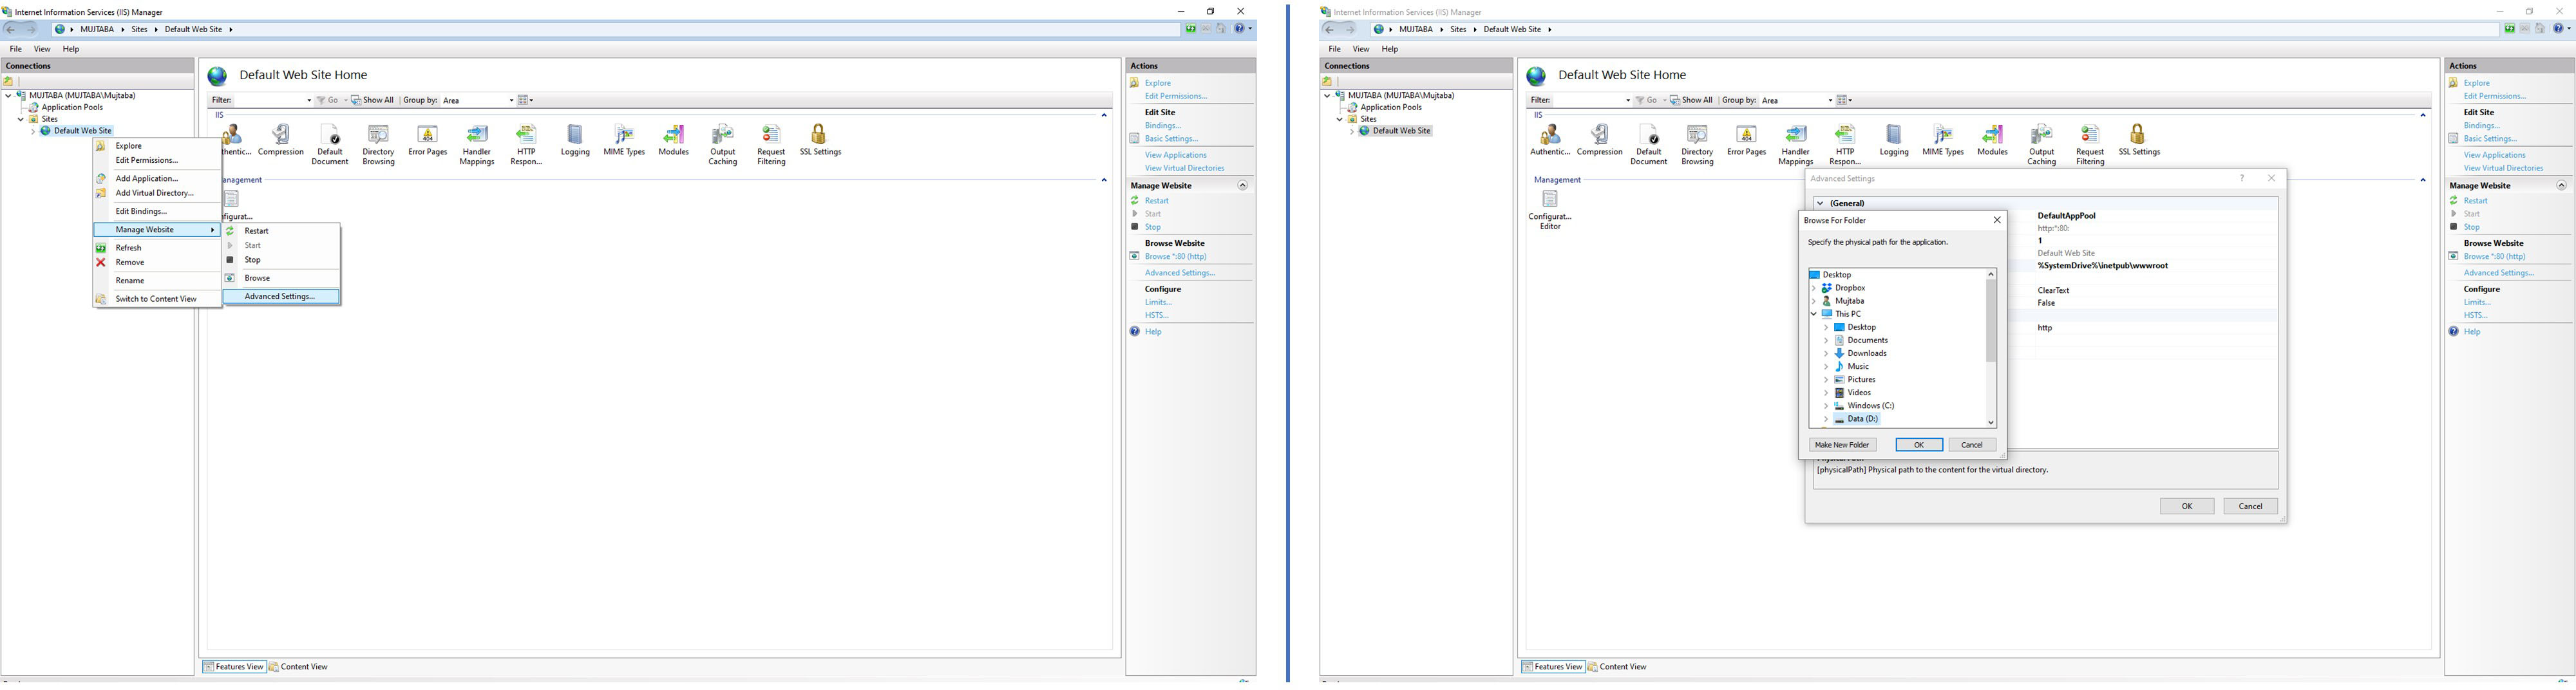 Internet Information Services (IIS) Manager
MUJTABA Sites Default Web Site
File View Help
Connections
MUJTABA (MUJTABA\Mujtaba)
Application Pools
Sites
Default Web Site
Explore
Edit Permissions...
Add Application...
Add Virtual Directory...
Edit Bindings...
Manage Website
Refresh
Remove
Rename
Switch to Content View
Restart
Start
Stop
Browse
Advanced Settings...
Default Web Site Home
Filter: Go Show All Group by: Area
IIS
thentic... Compression Default Document Directory Browsing Error Pages Handler Mappings HTTP Respon... Logging MIME Types Modules Output Caching Request Filtering SSL Settings
anagement
figurat...
Features View Content View
Actions
Explore
Edit Permissions...
Edit Site
Bindings...
Basic Settings...
View Applications
View Virtual Directories
Manage Website
Restart
Start
Stop
Browse Website
Browse *:80 (http)
Advanced Settings...
Configure
Limits...
HSTS...
Help
Internet Information Services (IIS) Manager
MUJTABA Sites Default Web Site
File View Help
Connections
MUJTABA (MUJTABA\Mujtaba)
Application Pools
Sites
Default Web Site
Default Web Site Home
Filter: Go Show All Group by: Area
IIS
Authentic... Compression Default Document Directory Browsing Error Pages Handler Mappings HTTP Respon... Logging MIME Types Modules Output Caching Request Filtering SSL Settings
Management
Configurat... Editor
Advanced Settings
(General)
DefaultAppPool
http:*:80:
1
Default Web Site
%SystemDrive%\inetpub\wwwroot
ClearText
False
http
Browse For Folder
Specify the physical path for the application.
Desktop
Dropbox
Mujtaba
This PC
Desktop
Documents
Downloads
Music
Pictures
Videos
Windows (C:)
Data (D:)
Make New Folder OK Cancel
[physicalPath] Physical path to the content for the virtual directory.
OK Cancel
Features View Content View
Actions
Explore
Edit Permissions...
Edit Site
Bindings...
Basic Settings...
View Applications
View Virtual Directories
Manage Website
Restart
Start
Stop
Browse Website
Browse *:80 (http)
Advanced Settings...
Configure
Limits...
HSTS...
Help